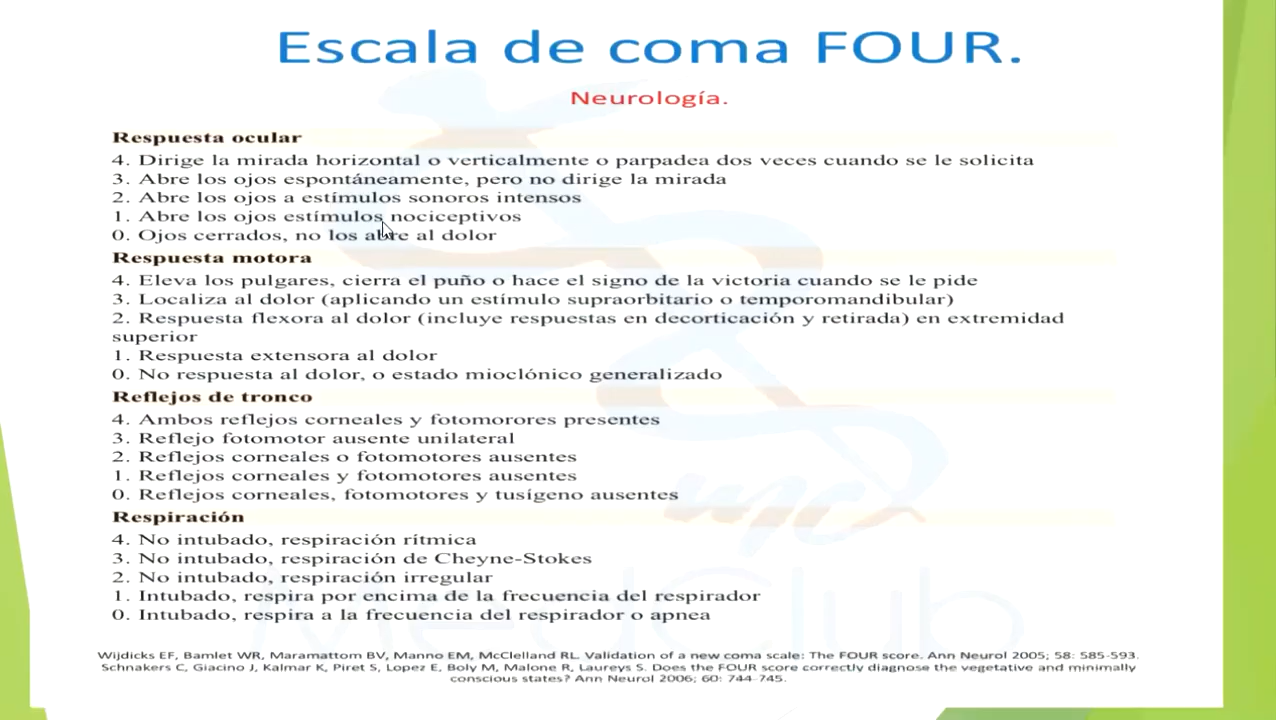 Escala de coma FOUR.
Neurología.
Respuesta ocular
4. Dirige la mirada horizontal o verticalmente o parpadea dos veces cuando se le solicita
3. Abre los ojos espontáneamente, pero no dirige la mirada
2. Abre los ojos a estímulos sonoros intensos
1. Abre los ojos estímulos nociceptivos
0. Ojos cerrados, no los abre al dolor
Respuesta motora
4. Eleva los pulgares, cierra el puño o hace el signo de la victoria cuando se le pide
3. Localiza al dolor (aplicando un estímulo supraorbitario o temporomandibular)
2. Respuesta flexora al dolor (incluye respuestas en decorticación y retirada) en extremidad
superior
1. Respuesta extensora al dolor
0. No respuesta al dolor, o estado mioclónico generalizado
Reflejos de tronco
4. Ambos reflejos corneales y fotomorores presentes
3. Reflejo fotomotor ausente unilateral
2. Reflejos corneales o fotomotores ausentes
1. Reflejos corneales y fotomotores ausentes
0. Reflejos corneales, fotomotores y tusígeno ausentes
Respiración
4. No intubado, respiración rítmica
3. No intubado, respiración de Cheyne-Stokes
2. No intubado, respiración irregular
1. Intubado, respira por encima de la frecuencia del respirador
0. Intubado, respira a la frecuencia del respirador o apnea
mc
MedClub
Wijdicks EF, Bamlet WR, Maramattom BV, Manno EM, McClelland RL. Validation of a new coma scale: The FOUR score. Ann Neurol 2005; 58: 585-593.
Schnakers C, Giacino J, Kalmar K, Piret S, Lopez E, Boly M, Malone R, Laureys S. Does the FOUR score correctly diagnose the vegetative and minimally
conscious states? Ann Neurol 2006; 60: 744-745.